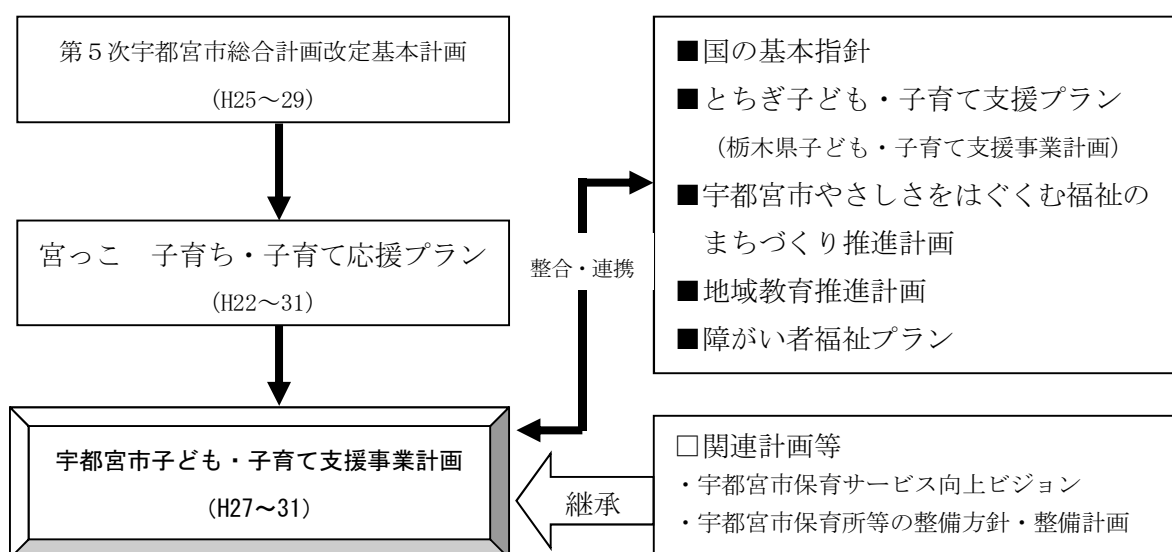 第５次宇都宮市総合計画改定基本計画
（H25～29）
宮っこ　子育ち・子育て応援プラン
（H22～31）
宇都宮市子ども・子育て支援事業計画
（H27～31）
整合・連携
■国の基本指針
■とちぎ子ども・子育て支援プラン
（栃木県子ども・子育て支援事業計画）
■宇都宮市やさしさをはぐくむ福祉の
まちづくり推進計画
■地域教育推進計画
■障がい者福祉プラン
継承
□関連計画等
・宇都宮市保育サービス向上ビジョン
・宇都宮市保育所等の整備方針・整備計画